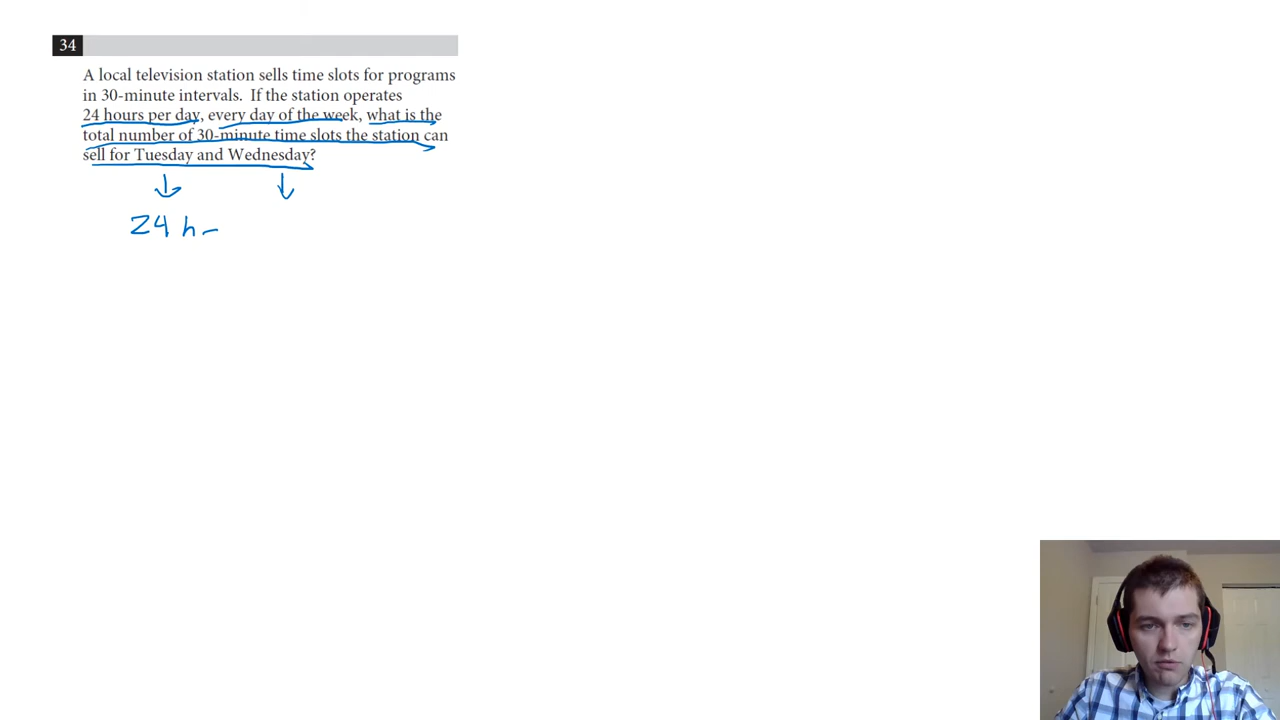 34
A local television station sells time slots for programs
in 30-minute intervals. If the station operates
24 hours per day, every day of the week, what is the
total number of 30-minute time slots the station can
sell for Tuesday and Wednesday?
24 hr